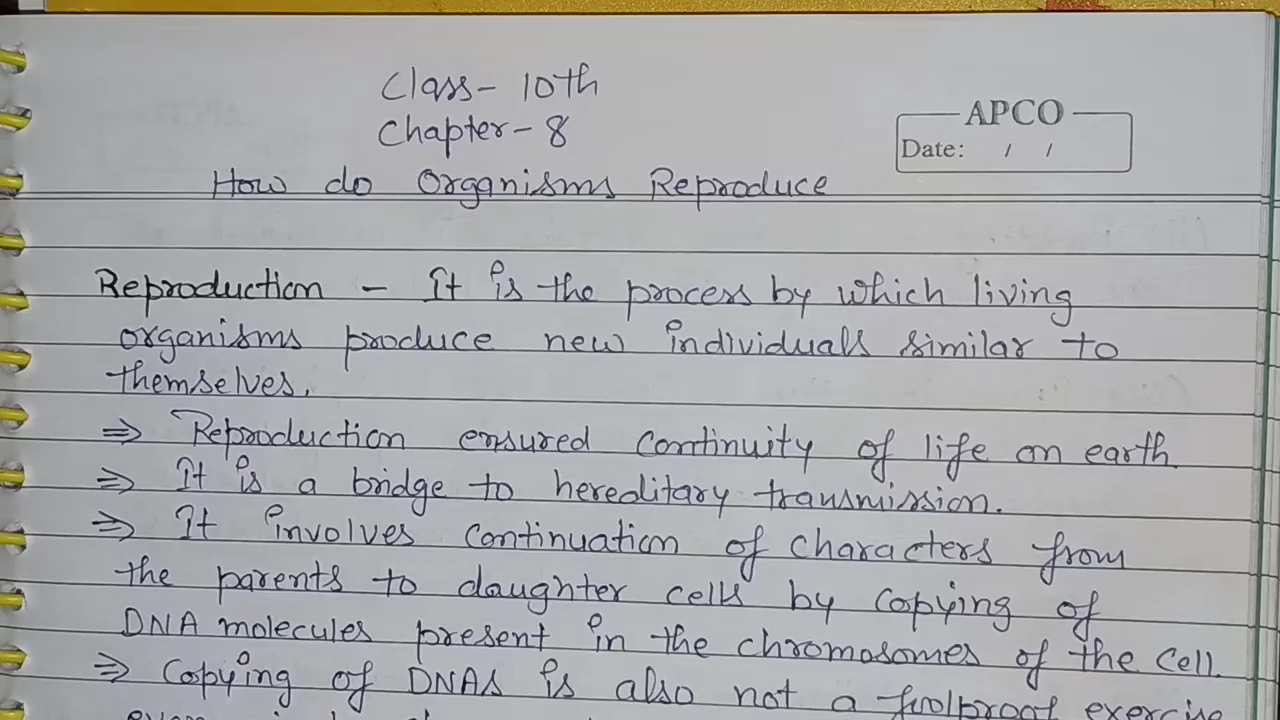 Class- 10th
Chapter- 8
APCO
Date: / /
How do Organisms Reproduce
Reproduction - It is the process by which living
organisms produce new individuals similar to
themselves.
⇒ Reproduction ensured continuity of life on earth
⇒ It is a bridge to hereditary transmission.
⇒ It involves continuation of characters from
the parents to daughter cells by copying of
DNA molecules present in the chromosomes of the cell.
⇒ Copying of DNAs is also not a foolproof exercise